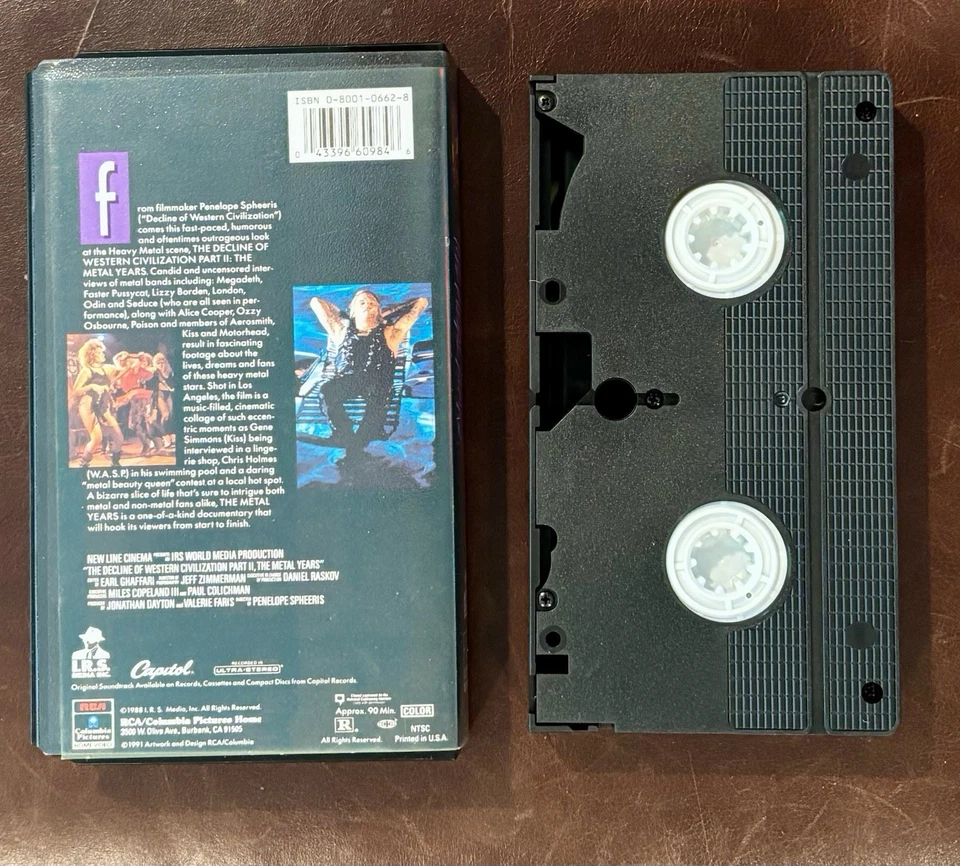 ISBN 0-8001-0662-8
0 43396 60984 6
f
rom filmmaker Penelope Spheeris
("Decline of Western Civilization")
comes this fast-paced, humorous
and oftentimes outrageous look
at the Heavy Metal scene, THE DECLINE OF
WESTERN CIVILIZATION PART II: THE
METAL YEARS. Candid and uncensored inter-
views of metal bands including: Megadeth,
Faster Pussycat, Lizzy Borden, London,
Odin and Seduce (who are all seen in per-
formance), along with Alice Cooper, Ozzy
Osbourne, Poison and members of Aerosmith,
Kiss and Motorhead,
result in fascinating
footage about the
lives, dreams and fans
of these heavy metal
stars. Shot in Los
Angeles, the film is a
music-filled, cinematic
collage of such eccen-
tric moments as Gene
Simmons (Kiss) being
interviewed in a linge-
rie shop, Chris Holmes
(W.A.S.P.) in his swimming pool and a daring
"metal beauty queen" contest at a local hot spot.
A bizarre slice of life that's sure to intrigue both
metal and non-metal fans alike, THE METAL
YEARS is a one-of-a-kind documentary that
will hook its viewers from start to finish.
NEW LINE CINEMA IRS WORLD MEDIA PRODUCTION
"THE DECLINE OF WESTERN CIVILIZATION PART II, THE METAL YEARS"
EARL GHAFFARI JEFF ZIMMERMAN DANIEL RASKOV
MILES COPELAND III AND PAUL COLICHMAN
JONATHAN DAYTON AND VALERIE FARIS PENELOPE SPHEERIS
I.R.S.
MEDIA INC.
Capitol
RECORDED IN
ULTRA-STEREO
Original Soundtrack Available on Records, Cassettes and Compact Discs from Capitol Records.
RCA
Columbia
Pictures
HOME VIDEO
©1988 I.R.S. Media, Inc. All Rights Reserved.
RCA/Columbia Pictures Home
3500 W. Olive Ave., Burbank, CA 91505
©1991 Artwork and Design RCA/Columbia
Approx. 90 Min. COLOR
R
NTSC
All Rights Reserved. Printed in U.S.A.